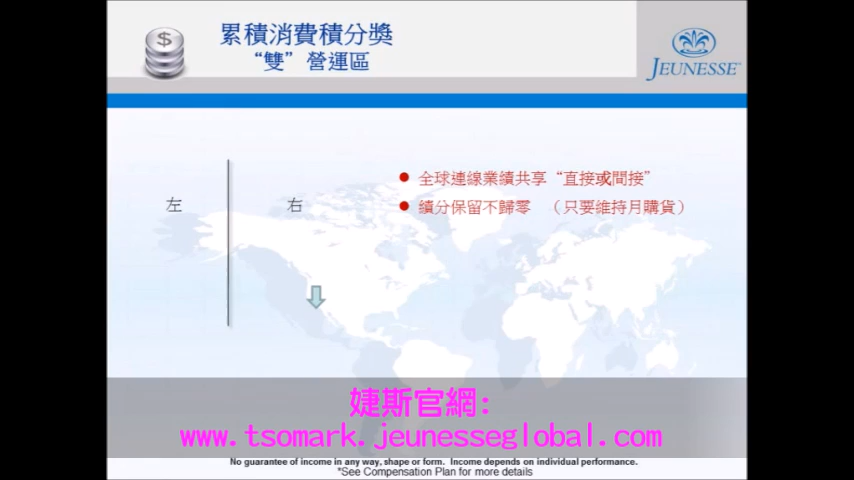 $
累積消費積分獎
“雙”營運區
JEUNESSE
左
右
● 全球連線業績共享“直接或間接”
● 績分保留不歸零 （只要維持月購貨）
婕斯官網:
www.tsomark.jeunesseglobal.com
No guarantee of income in any way, shape or form. Income depends on individual performance.
*See Compensation Plan for more details